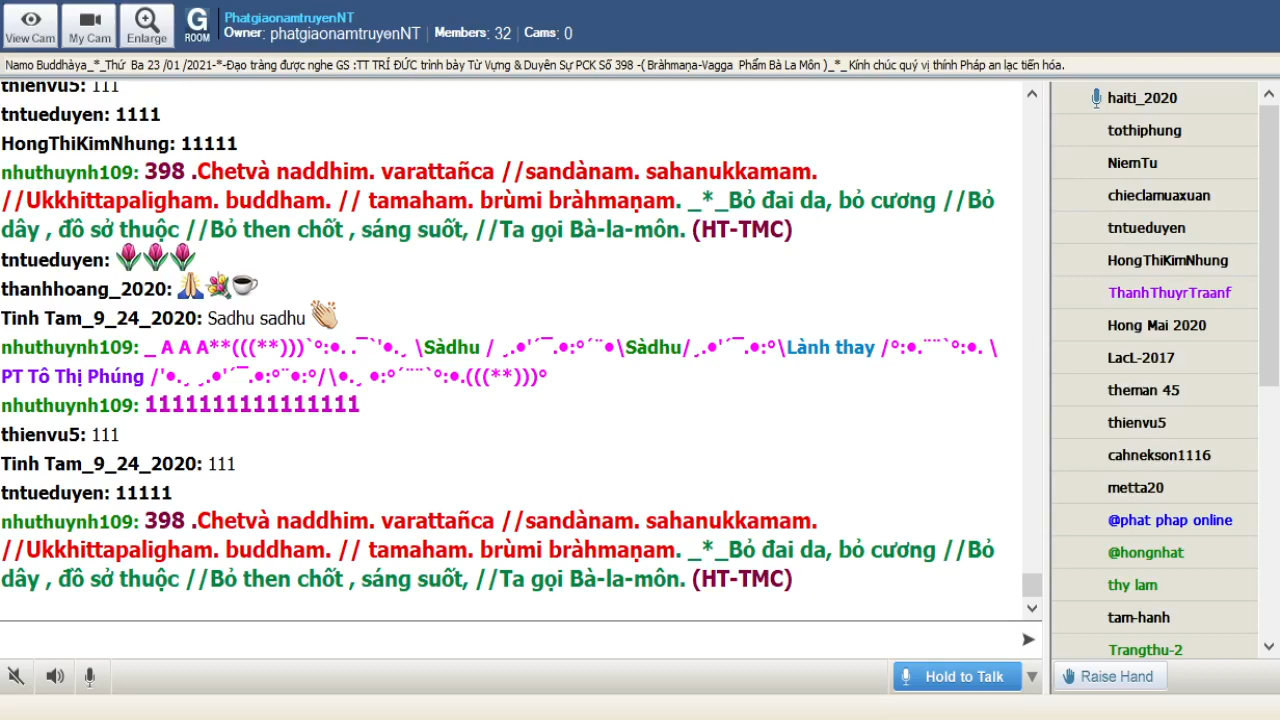 View Cam
My Cam
Enlarge
G
ROOM
PhatgiaonamtruyenNT
Owner: phatgiaonamtruyenNT | Members: 32 | Cams: 0
Namo Buddhàya_*_Thứ Ba 23 /01 /2021-*-Đạo tràng được nghe GS :TT TRÍ ĐỨC trình bày Từ Vựng & Duyên Sự PCK Số 398 -( Bràhmaṇa-Vagga Phẩm Bà La Môn )_*_ Kính chúc quý vị thính Pháp an lạc tiến hóa.
thienvu5: 111
tntueduyen: 1111
HongThiKimNhung: 11111
nhuthuynh109: 398 .Chetvà naddhim. varattañca //sandànam. sahanukkamam.
//Ukkhittapaligham. buddham. // tamaham. brùmi bràhmaṇam. _*_Bỏ đai da, bỏ cương //Bỏ
dây , đồ sở thuộc //Bỏ then chốt , sáng suốt, //Ta gọi Bà-la-môn. (HT-TMC)
tntueduyen:
thanhhoang_2020:
Tinh Tam_9_24_2020: Sadhu sadhu
nhuthuynh109: _ A A A**(((**)))`°:•. .¯`'•.¸ \Sàdhu / ¸.•'´¯.•:°´¨•\Sàdhu/¸.•'´¯.•:°\Lành thay /°:•.¨¨`°:•. \
PT Tô Thị Phúng /'•.¸ ¸.•'´¯.•:°¨•:°/\•.¸ •:°´¨¨`°:•.(((**)))°
nhuthuynh109: 1111111111111111
thienvu5: 111
Tinh Tam_9_24_2020: 111
tntueduyen: 11111
nhuthuynh109: 398 .Chetvà naddhim. varattañca //sandànam. sahanukkamam.
//Ukkhittapaligham. buddham. // tamaham. brùmi bràhmaṇam. _*_Bỏ đai da, bỏ cương //Bỏ
dây , đồ sở thuộc //Bỏ then chốt , sáng suốt, //Ta gọi Bà-la-môn. (HT-TMC)
Hold to Talk
haiti_2020
tothiphung
NiemTu
chieclamuaxuan
tntueduyen
HongThiKimNhung
ThanhThuyrTraanf
Hong Mai 2020
LacL-2017
theman 45
thienvu5
cahnekson1116
metta20
@phat phap online
@hongnhat
thy lam
tam-hanh
Trangthu-2
Raise Hand